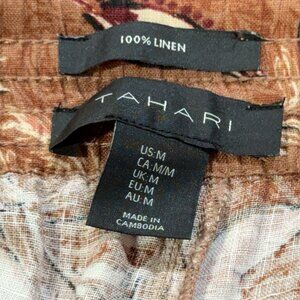 100% LINEN
TAHARI
US:M
CA:M/M
UK:M
EU:M
AU:M
MADE IN
CAMBODIA